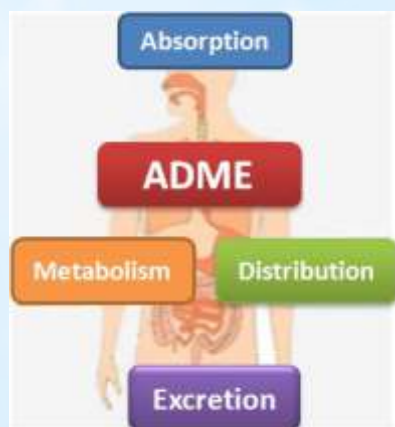 Absorption
ADME
Metabolism
Distribution
Excretion